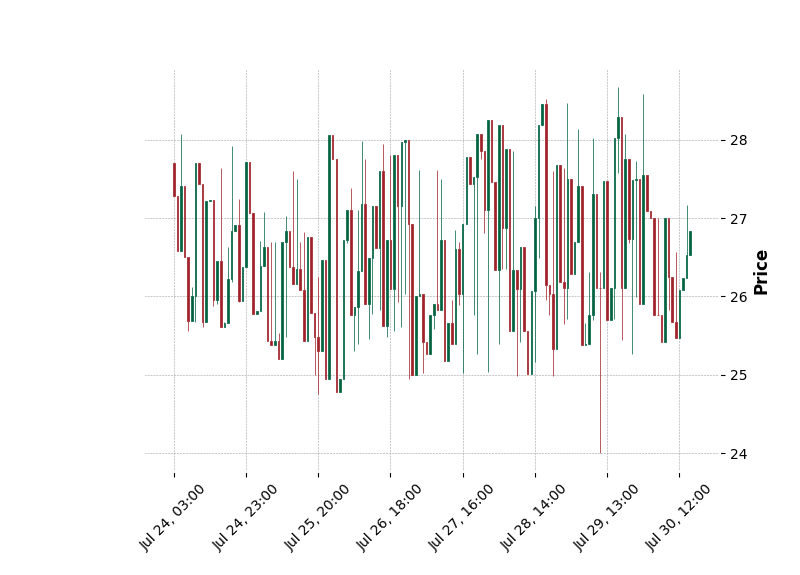 28
27
26
25
24
Price
Jul 24, 03:00
Jul 24, 23:00
Jul 25, 20:00
Jul 26, 18:00
Jul 27, 16:00
Jul 28, 14:00
Jul 29, 13:00
Jul 30, 12:00